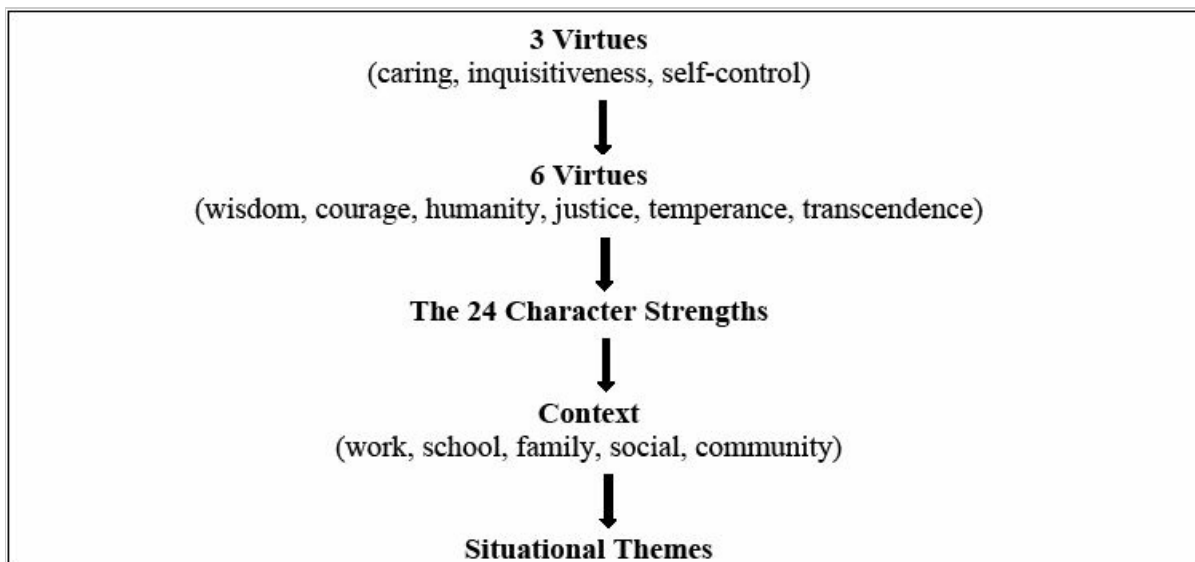 3 Virtues
(caring, inquisitiveness, self-control)
6 Virtues
(wisdom, courage, humanity, justice, temperance, transcendence)
The 24 Character Strengths
Context
(work, school, family, social, community)
Situational Themes